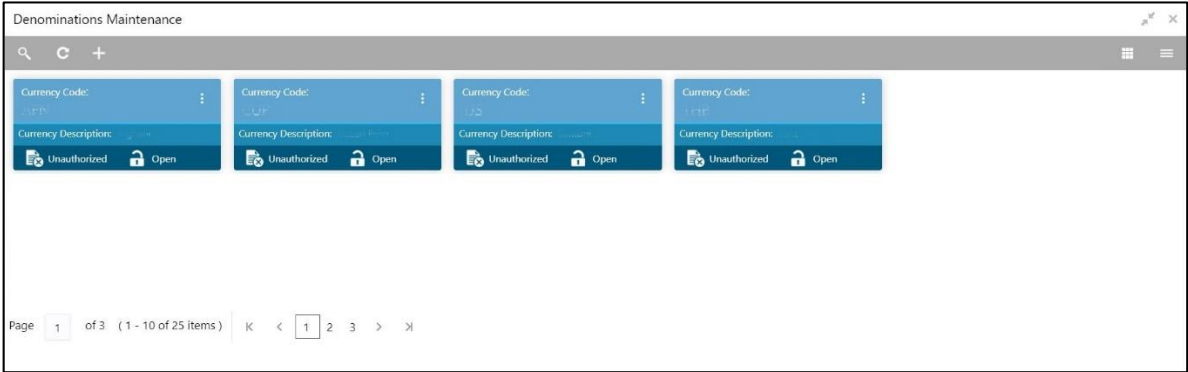 Denominations Maintenance
Currency Code: Currency Code: Currency Code: Currency Code:
Currency Description: Currency Description: Currency Description: Currency Description:
Unauthorized Open Unauthorized Open Unauthorized Open Unauthorized Open
Page 1 of 3 ( 1 - 10 of 25 items ) 1 2 3